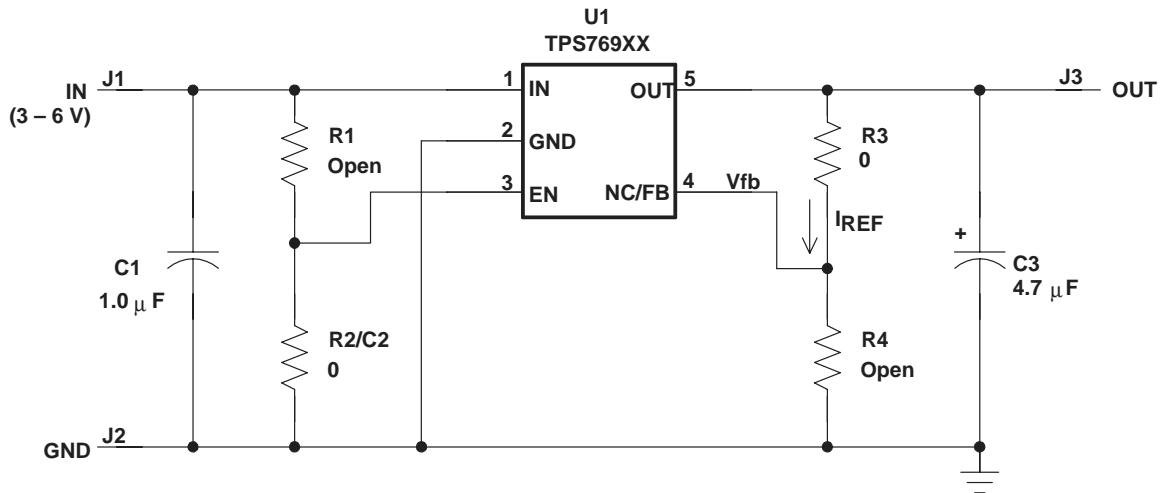 U1
TPS769XX
IN
(3 – 6 V)
J1
1
IN
OUT
5
J3
OUT
R1
Open
2
GND
R3
0
3
EN
NC/FB
4
Vfb
IREF
C1
1.0 μ F
+
C3
4.7 μF
R2/C2
0
R4
Open
GND
J2